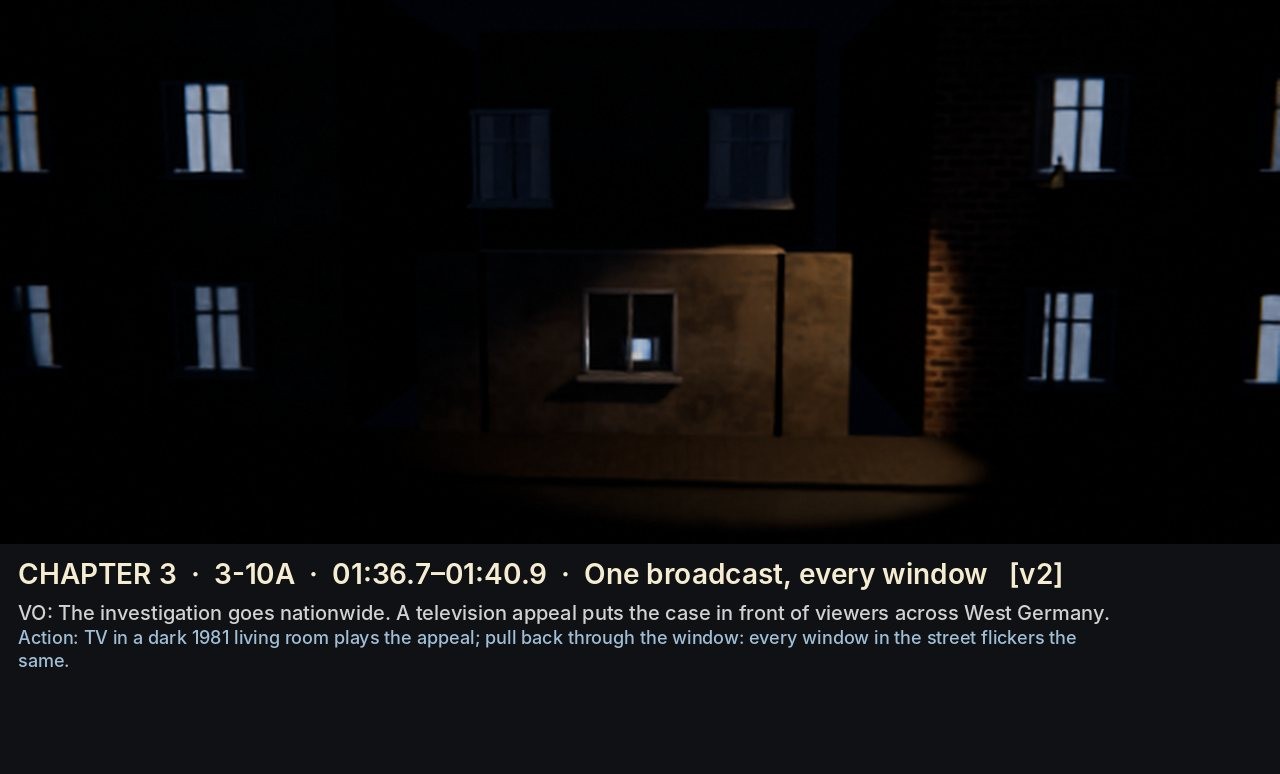 CHAPTER 3 · 3-10A · 01:36.7–01:40.9 · One broadcast, every window [v2]
VO: The investigation goes nationwide. A television appeal puts the case in front of viewers across West Germany.
Action: TV in a dark 1981 living room plays the appeal; pull back through the window: every window in the street flickers the
same.